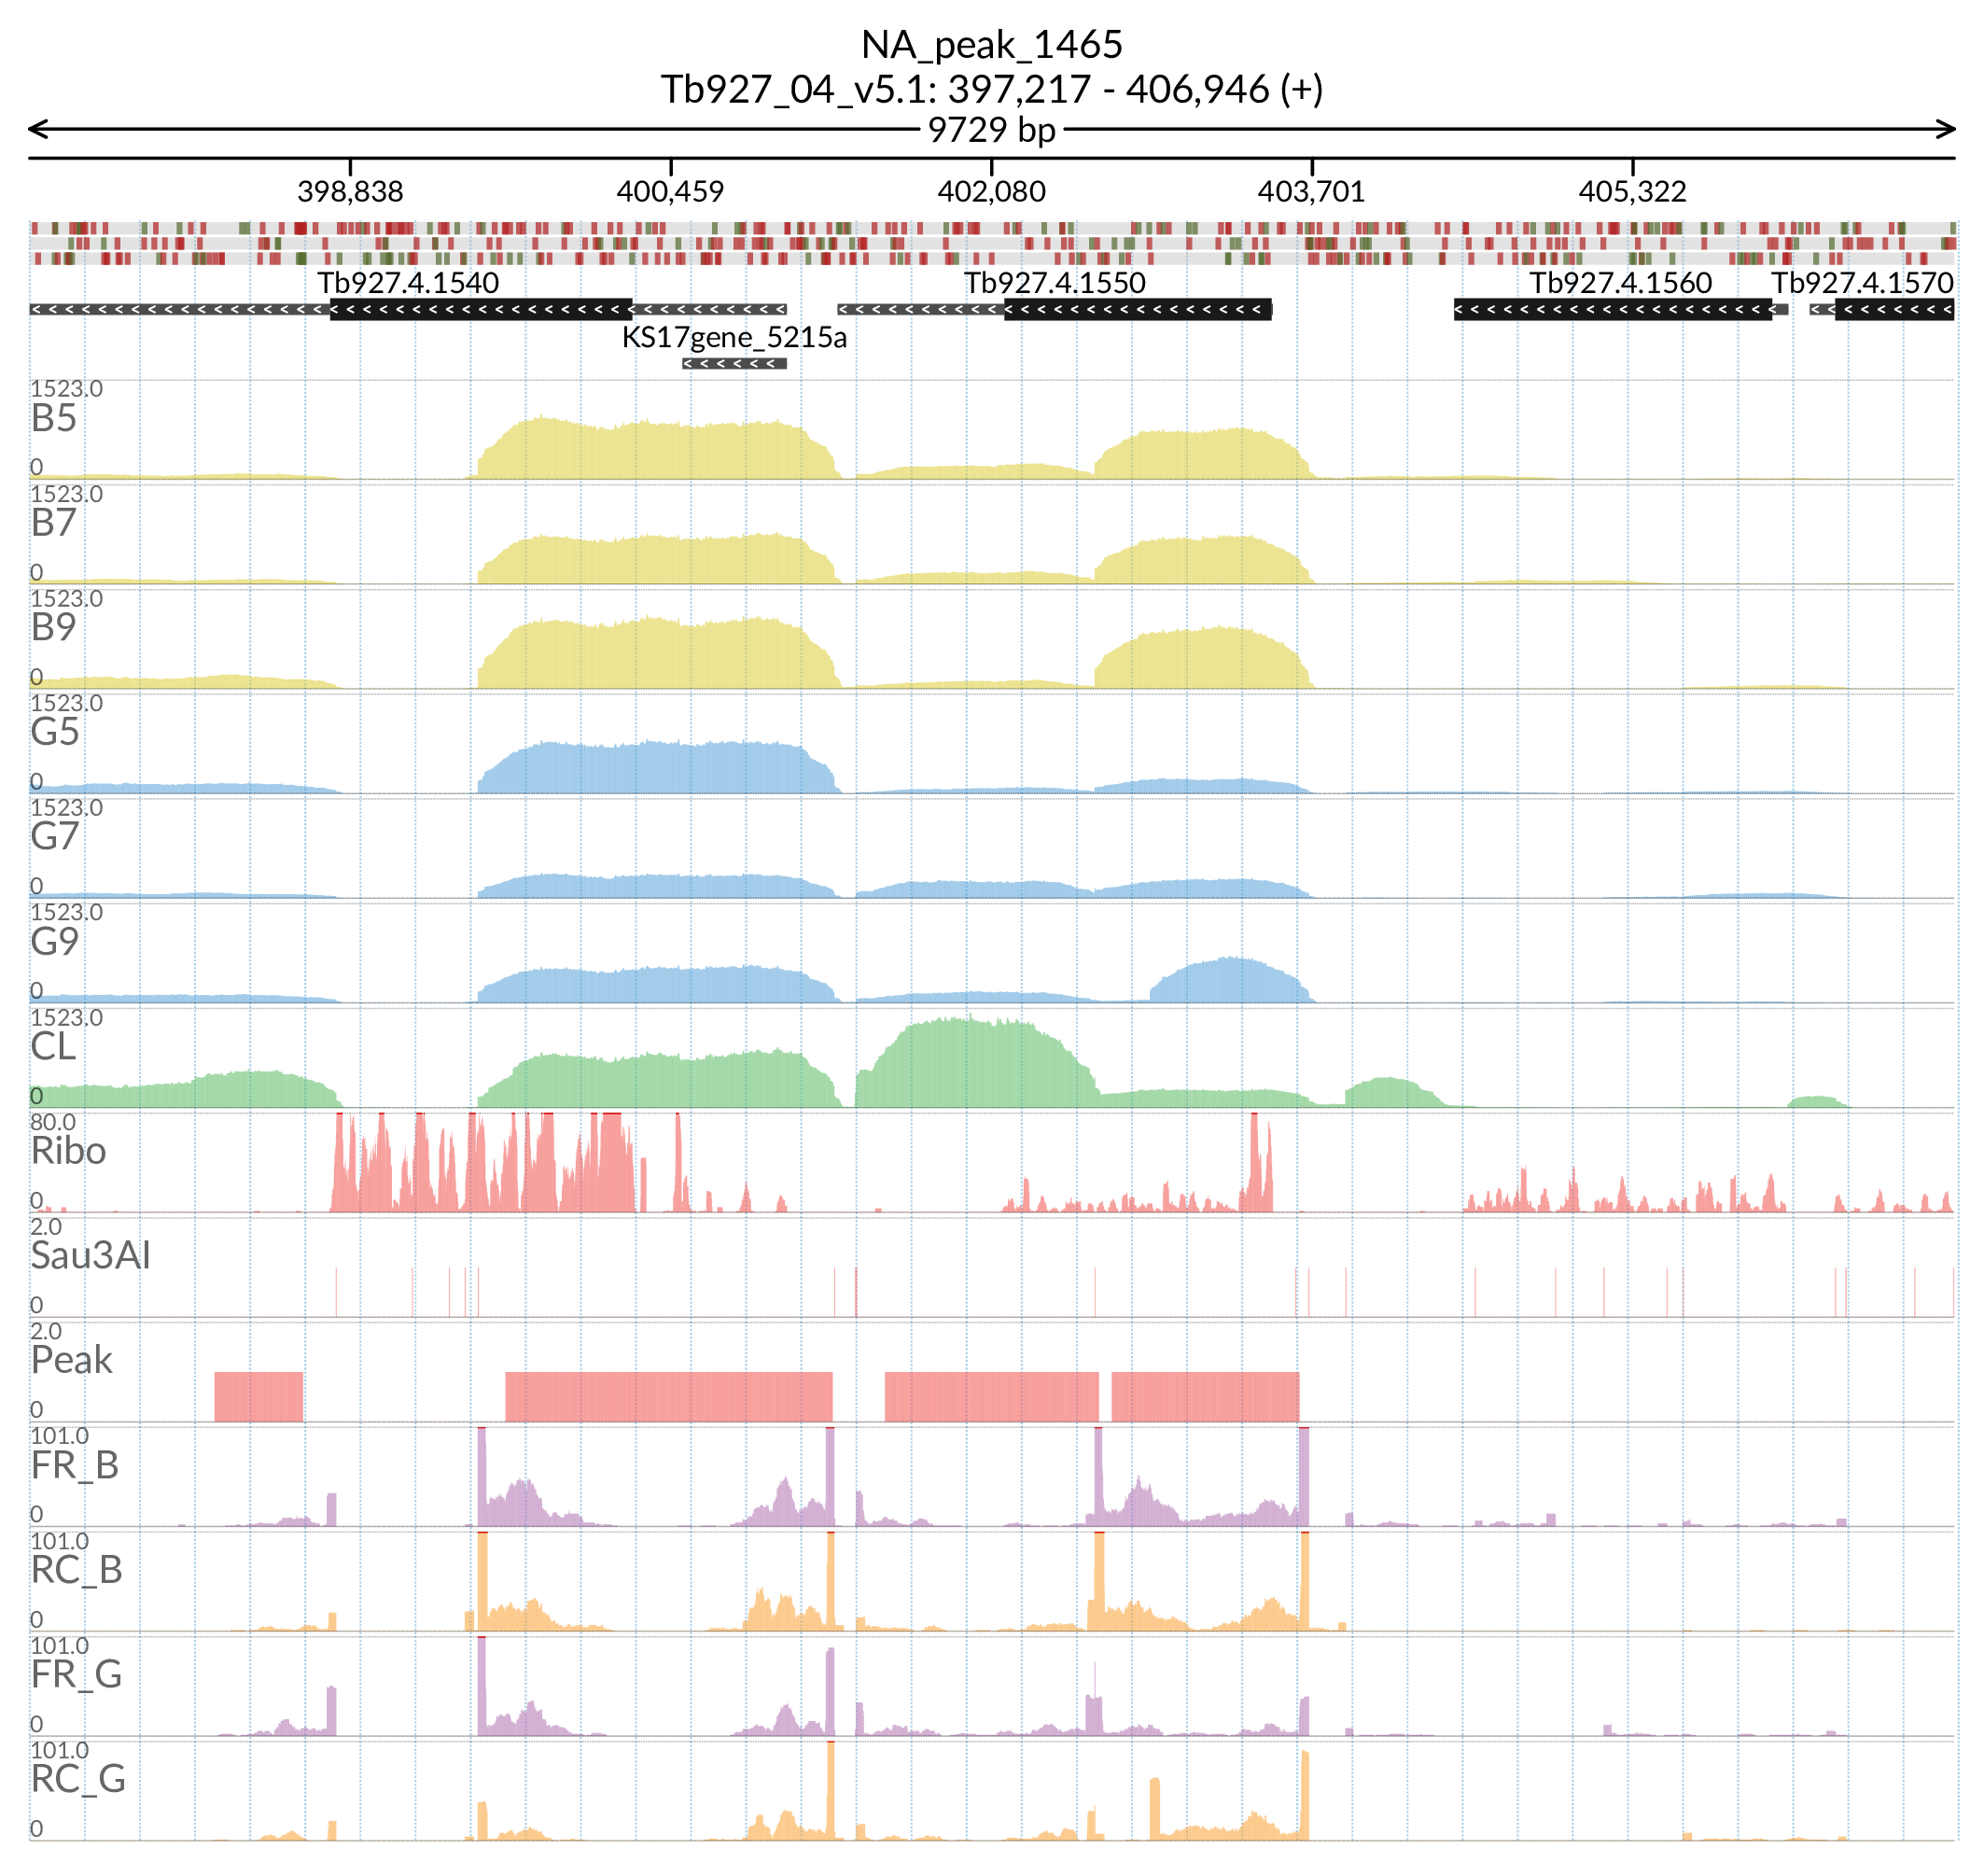 NA_peak_1465
Tb927_04_v5.1: 397,217 - 406,946 (+)
9729 bp
398,838 400,459 402,080 403,701 405,322
Tb927.4.1540 Tb927.4.1550 Tb927.4.1560 Tb927.4.1570
KS17gene_5215a
1523.0
B5
0
1523.0
B7
0
1523.0
B9
0
1523.0
G5
0
1523.0
G7
0
1523.0
G9
0
1523.0
CL
0
80.0
Ribo
0
2.0
Sau3AI
0
2.0
Peak
0
101.0
FR_B
0
101.0
RC_B
0
101.0
FR_G
0
101.0
RC_G
0